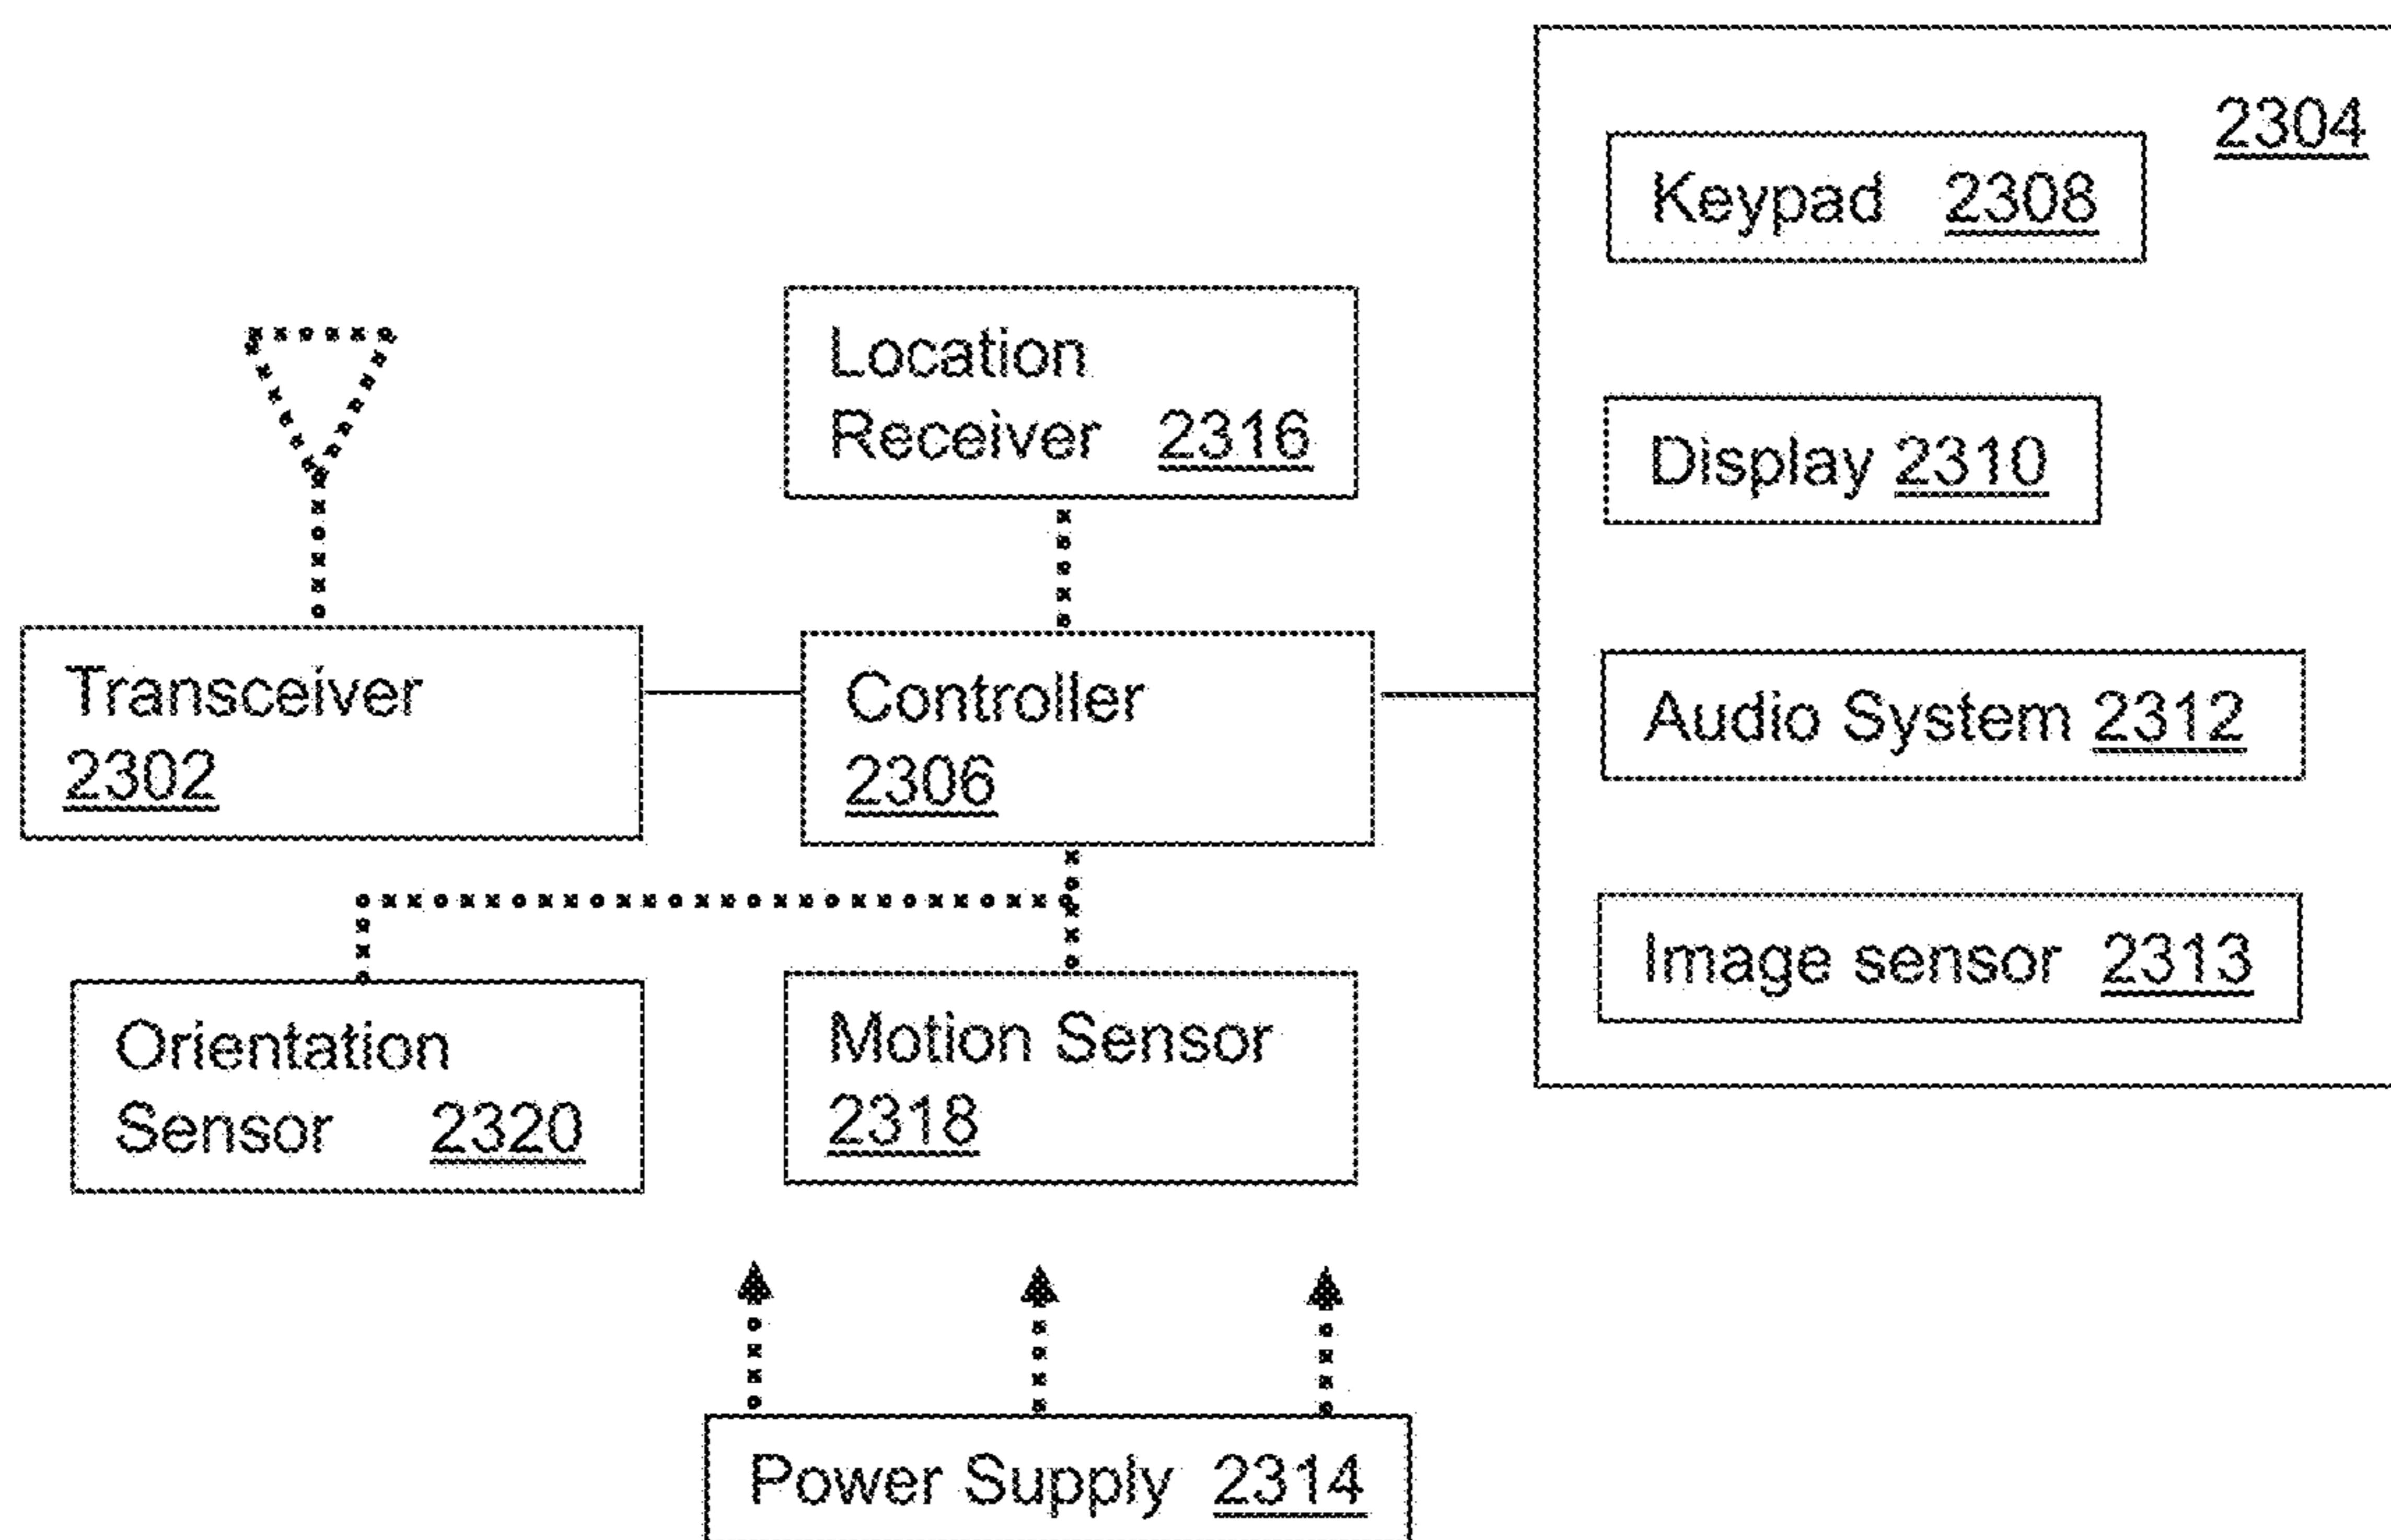 2304
Keypad 2308
Location
Receiver 2316
Display 2310
Transceiver
2302
Controller
2306
Audio System 2312
Image sensor 2313
Orientation
Sensor 2320
Motion Sensor
2318
Power Supply 2314